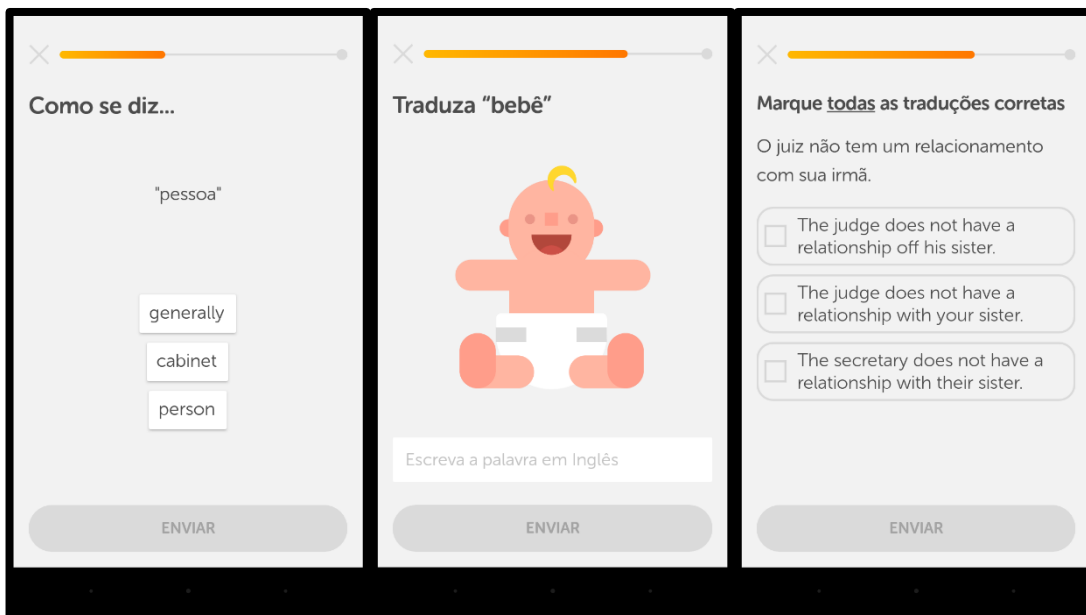 Como se diz...
"pessoa"
generally
cabinet
person
ENVIAR
Traduza “bebê”
Escreva a palavra em Inglês
ENVIAR
Marque todas as traduções corretas
O juiz não tem um relacionamento
com sua irmã.
The judge does not have a
relationship off his sister.
The judge does not have a
relationship with your sister.
The secretary does not have a
relationship with their sister.
ENVIAR